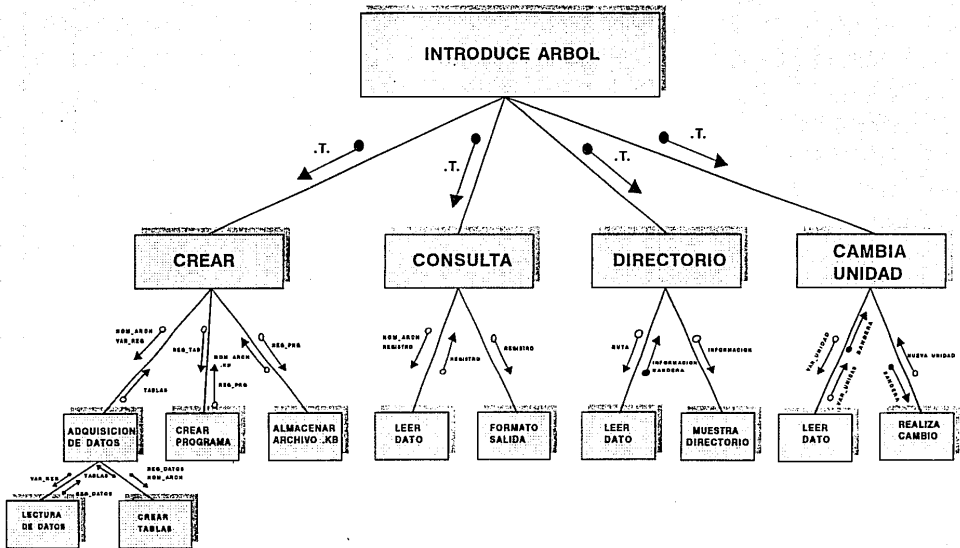 INTRODUCE ARBOL
.T.
.T.
.T.
.T.
CREAR
CONSULTA
DIRECTORIO
CAMBIA
UNIDAD
NOM_ARCH
VAR_REG
TABLAS
REG_TAB
NOM_ARCH
.KB
REG_PRG
REG_PRG
NOM_ARCH
REGISTRO
REGISTRO
REGISTRO
RUTA
INFORMACION
BANDERA
INFORMACION
VAR_UNIDAD
BANDERA
VAR_UNIDAD
NUEVA UNIDAD
BANDERA
ADQUISICION
DE DATOS
CREAR
PROGRAMA
ALMACENAR
ARCHIVO .KB
LEER
DATO
FORMATO
SALIDA
LEER
DATO
MUESTRA
DIRECTORIO
LEER
DATO
REALIZA
CAMBIO
VAR_REG
TABLAS
REG_DATOS
REG_DATOS
NOM_ARCH
LECTURA
DE DATOS
CREAR
TABLAS